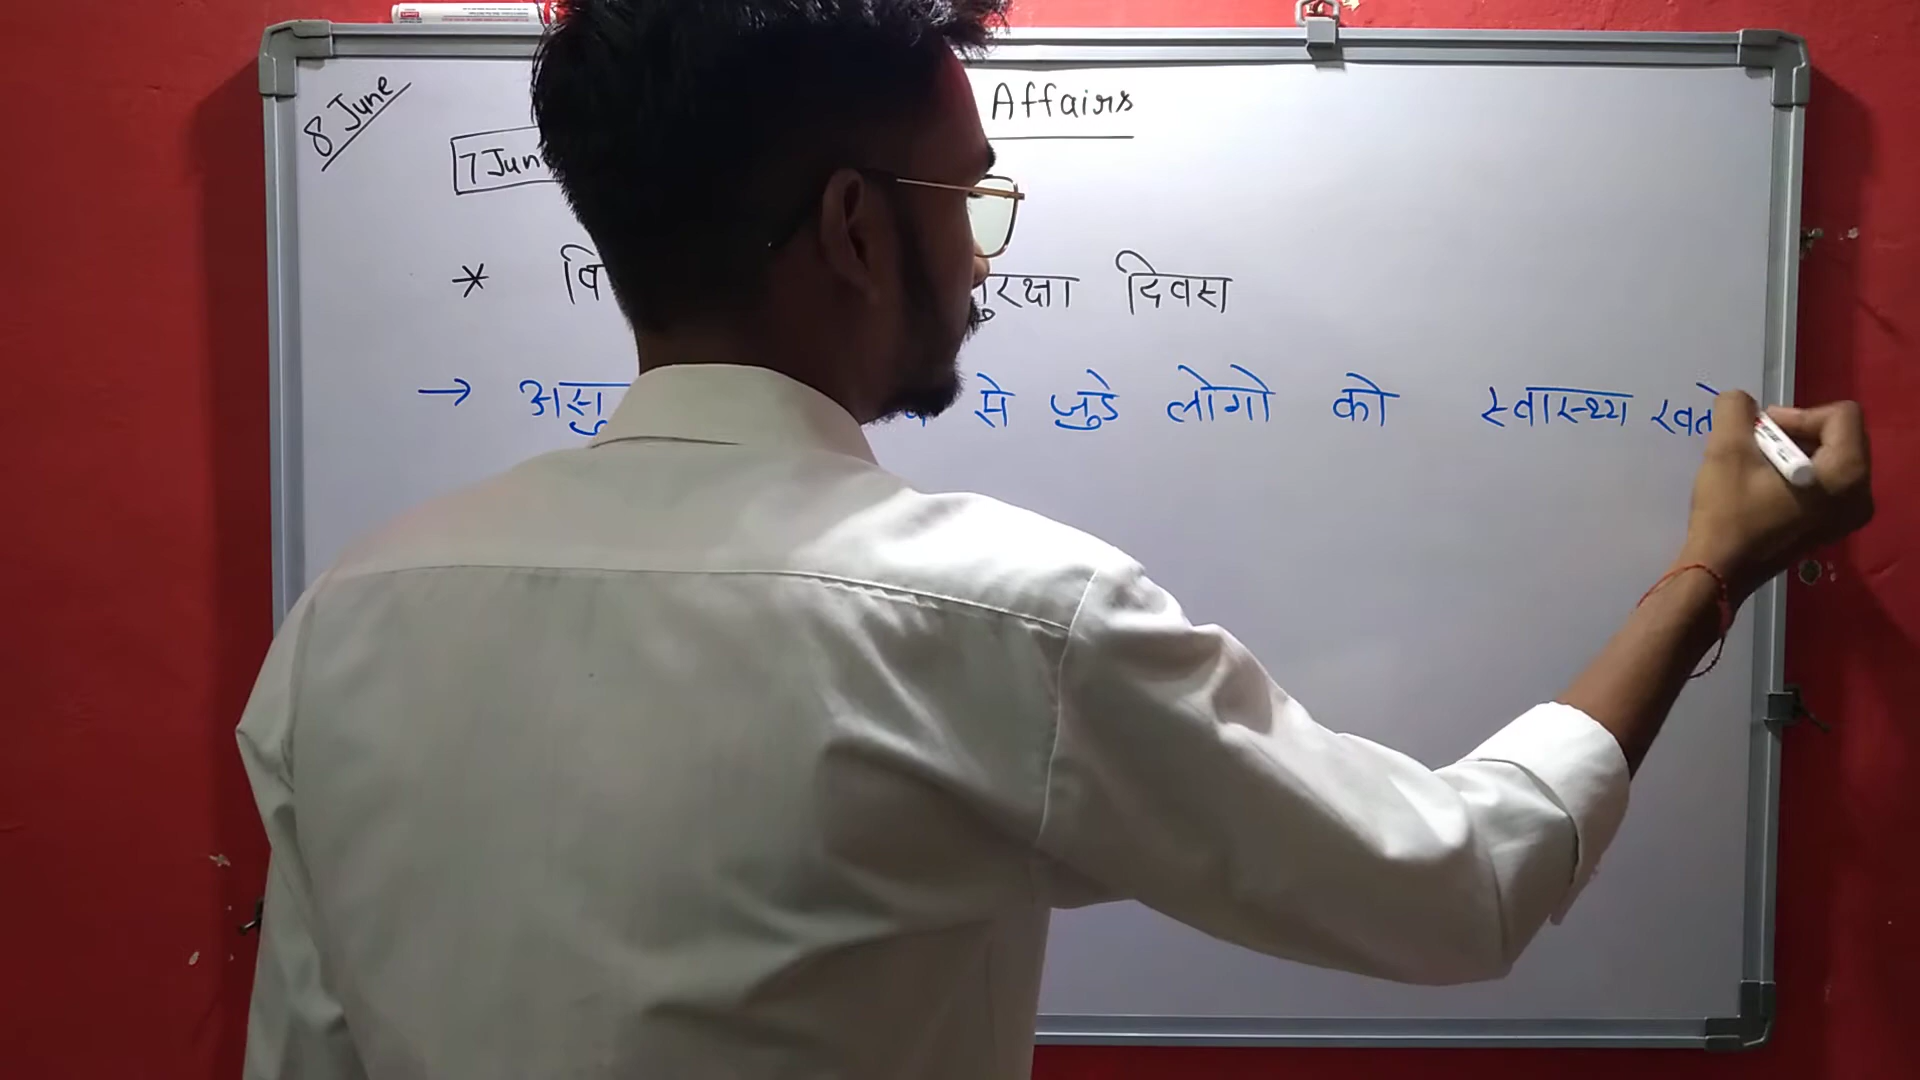 8 June
Affairs
7 Jun
* वि सुरक्षा दिवस
→ असु से जुडे लोगो को स्वास्थ्य खत